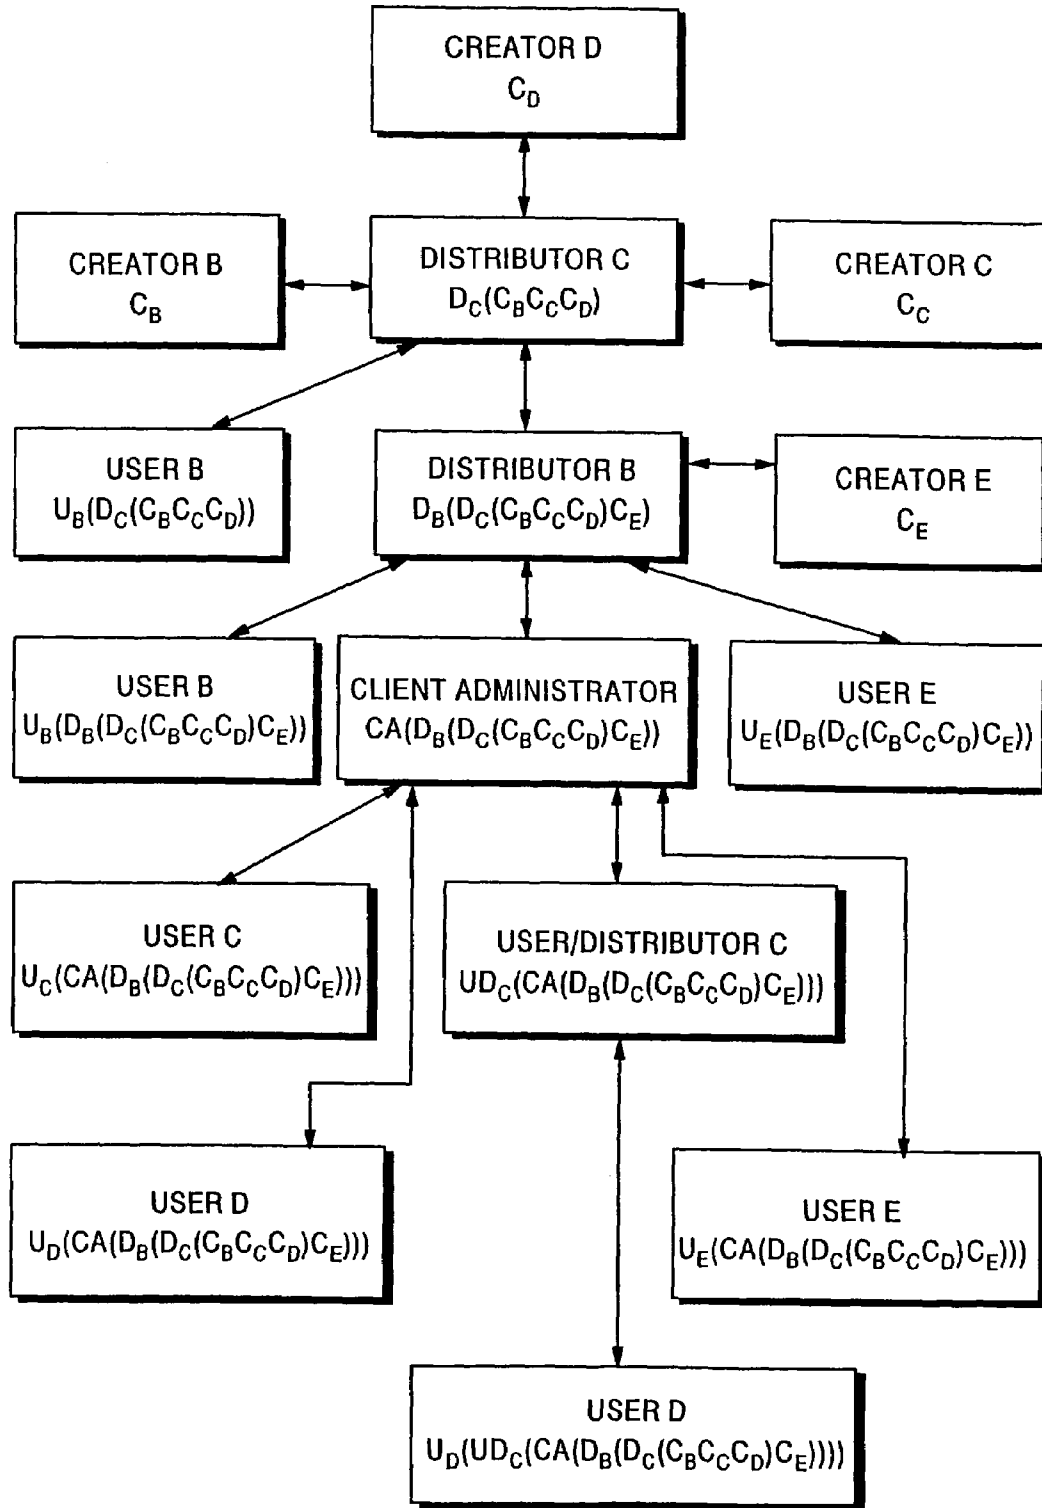 CREATOR D
C_D
CREATOR B
C_B
DISTRIBUTOR C
D_C(C_BC_CC_D)
CREATOR C
C_C
USER B
U_B(D_C(C_BC_CC_D))
DISTRIBUTOR B
D_B(D_C(C_BC_CC_D)C_E)
CREATOR E
C_E
USER B
U_B(D_B(D_C(C_BC_CC_D)C_E))
CLIENT ADMINISTRATOR
CA(D_B(D_C(C_BC_CC_D)C_E))
USER E
U_E(D_B(D_C(C_BC_CC_D)C_E))
USER C
U_C(CA(D_B(D_C(C_BC_CC_D)C_E)))
USER/DISTRIBUTOR C
UD_C(CA(D_B(D_C(C_BC_CC_D)C_E)))
USER D
U_D(CA(D_B(D_C(C_BC_CC_D)C_E)))
USER E
U_E(CA(D_B(D_C(C_BC_CC_D)C_E)))
USER D
U_D(UD_C(CA(D_B(D_C(C_BC_CC_D)C_E))))